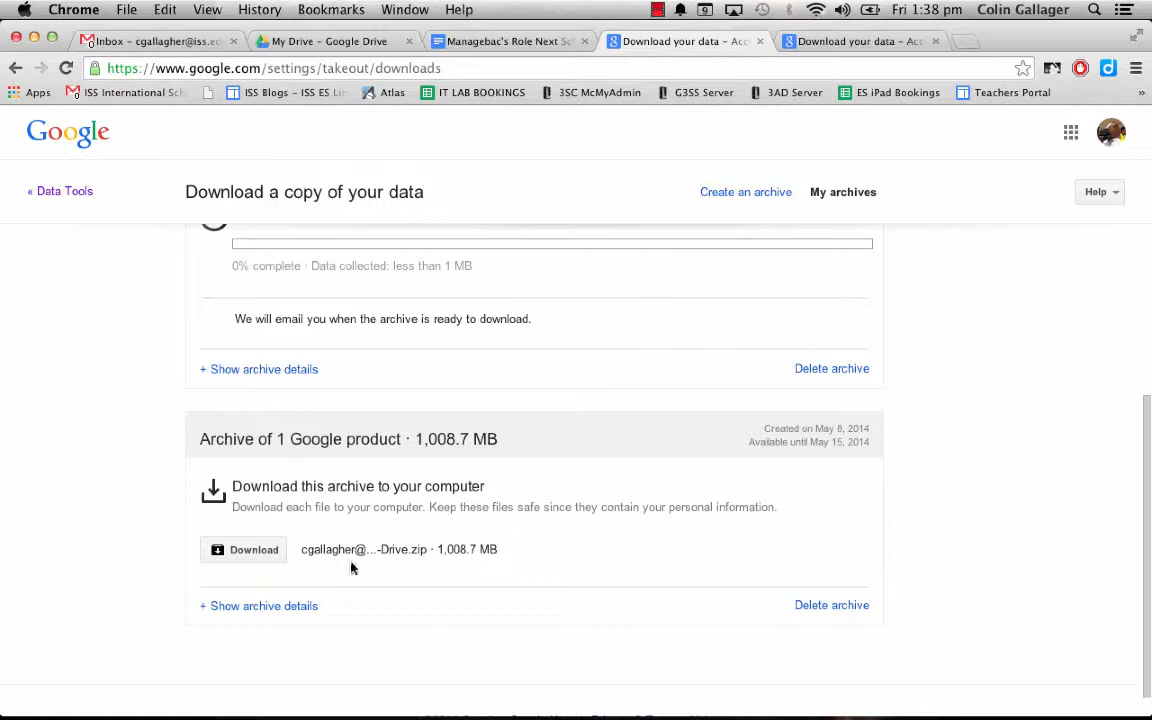 Chrome File Edit View History Bookmarks Window Help 9 Fri 1:38 pm Colin Gallager
Inbox – cgallagher@iss.ed × My Drive – Google Drive × Managebac's Role Next Sc × Download your data – Acc × Download your data – Acc ×
https://www.google.com/settings/takeout/downloads
Apps ISS International Sch ISS Blogs – ISS ES Lin Atlas IT LAB BOOKINGS 3SC McMyAdmin G3SS Server 3AD Server ES iPad Bookings Teachers Portal »
Google
« Data Tools Download a copy of your data Create an archive My archives Help
0% complete · Data collected: less than 1 MB
We will email you when the archive is ready to download.
+ Show archive details Delete archive
Archive of 1 Google product · 1,008.7 MB
Created on May 8, 2014
Available until May 15, 2014
Download this archive to your computer
Download each file to your computer. Keep these files safe since they contain your personal information.
Download cgallagher@...-Drive.zip · 1,008.7 MB
+ Show archive details Delete archive